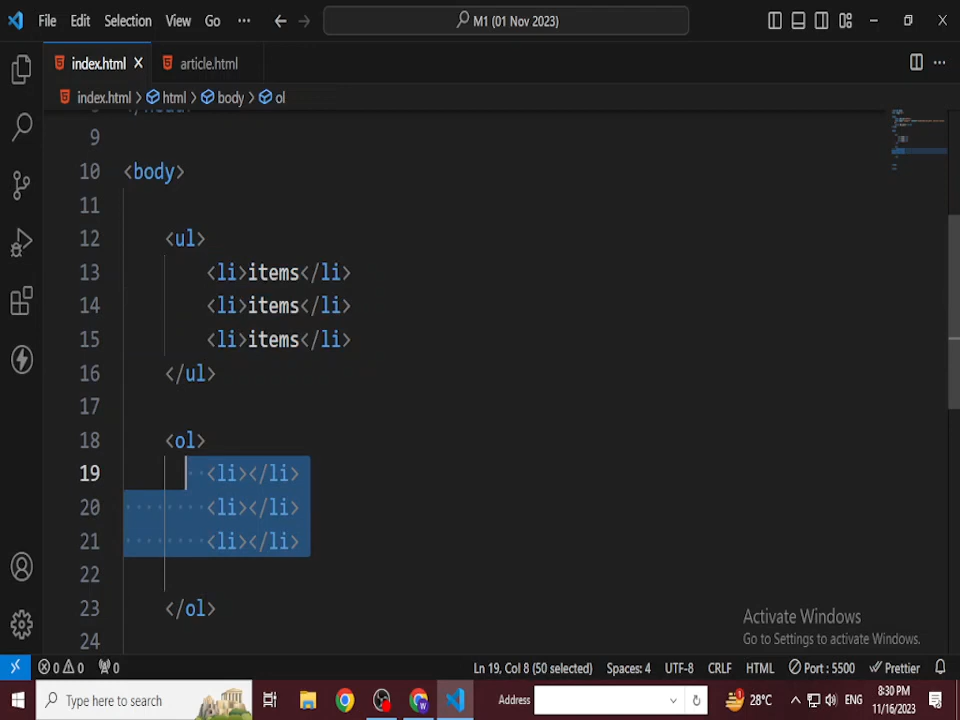 File Edit Selection View Go ··· M1 (01 Nov 2023)
index.html article.html
index.html > html > body > ol
9
10 <body>
11
12 <ul>
13 <li>items</li>
14 <li>items</li>
15 <li>items</li>
16 </ul>
17
18 <ol>
19 <li></li>
20 <li></li>
21 <li></li>
22
23 </ol>
24
Activate Windows
Go to Settings to activate Windows.
0 0 0 Ln 19, Col 8 (50 selected) Spaces: 4 UTF-8 CRLF HTML Port : 5500 Prettier
Type here to search Address 1 28°C ENG 8:30 PM
11/16/2023